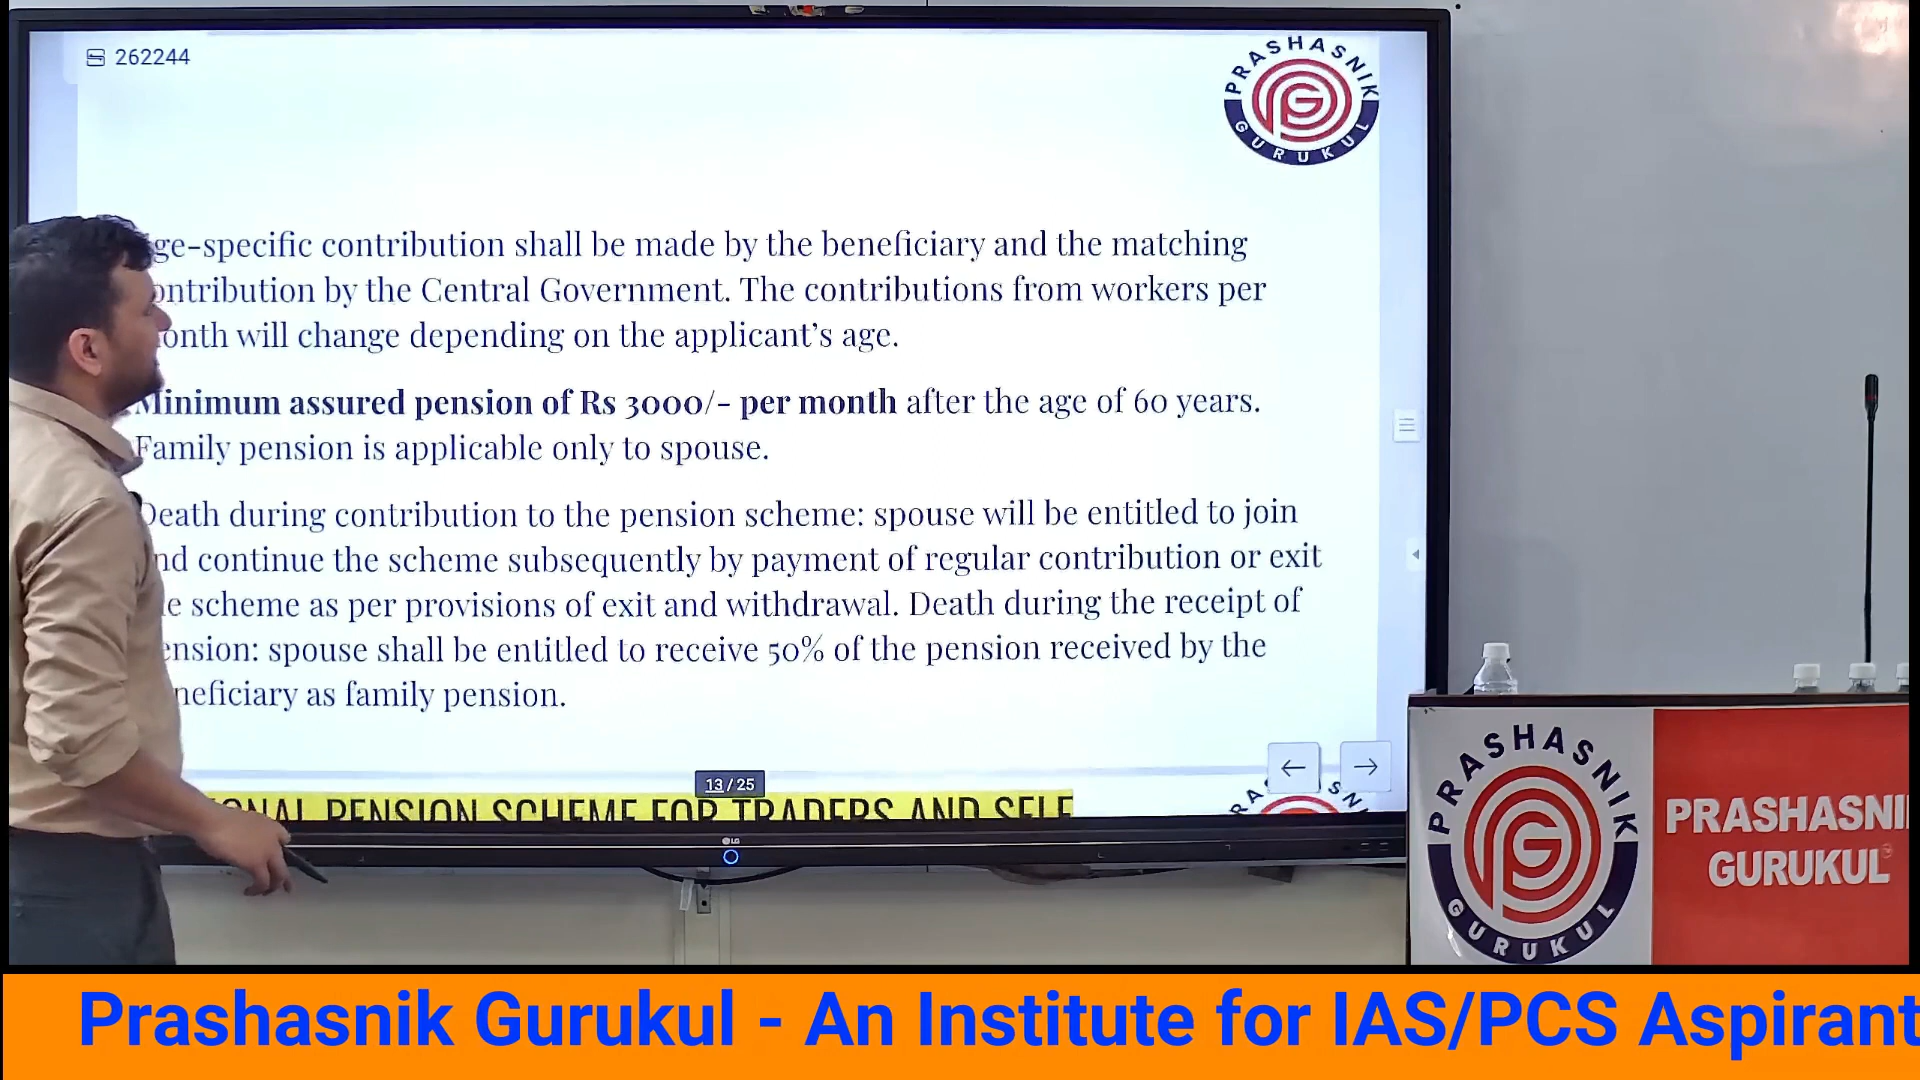 262244
PRASHASNIK
GURUKUL
ge-specific contribution shall be made by the beneficiary and the matching
ontribution by the Central Government. The contributions from workers per
onth will change depending on the applicant's age.
Minimum assured pension of Rs 3000/- per month after the age of 60 years.
Family pension is applicable only to spouse.
Death during contribution to the pension scheme: spouse will be entitled to join
nd continue the scheme subsequently by payment of regular contribution or exit
e scheme as per provisions of exit and withdrawal. Death during the receipt of
ension: spouse shall be entitled to receive 50% of the pension received by the
neficiary as family pension.
13 / 25
ONAL PENSION SCHEME FOR TRADERS AND SELF
LG
PRASHASNIK
GURUKUL
PRASHASNI
GURUKUL
Prashasnik Gurukul - An Institute for IAS/PCS Aspirant